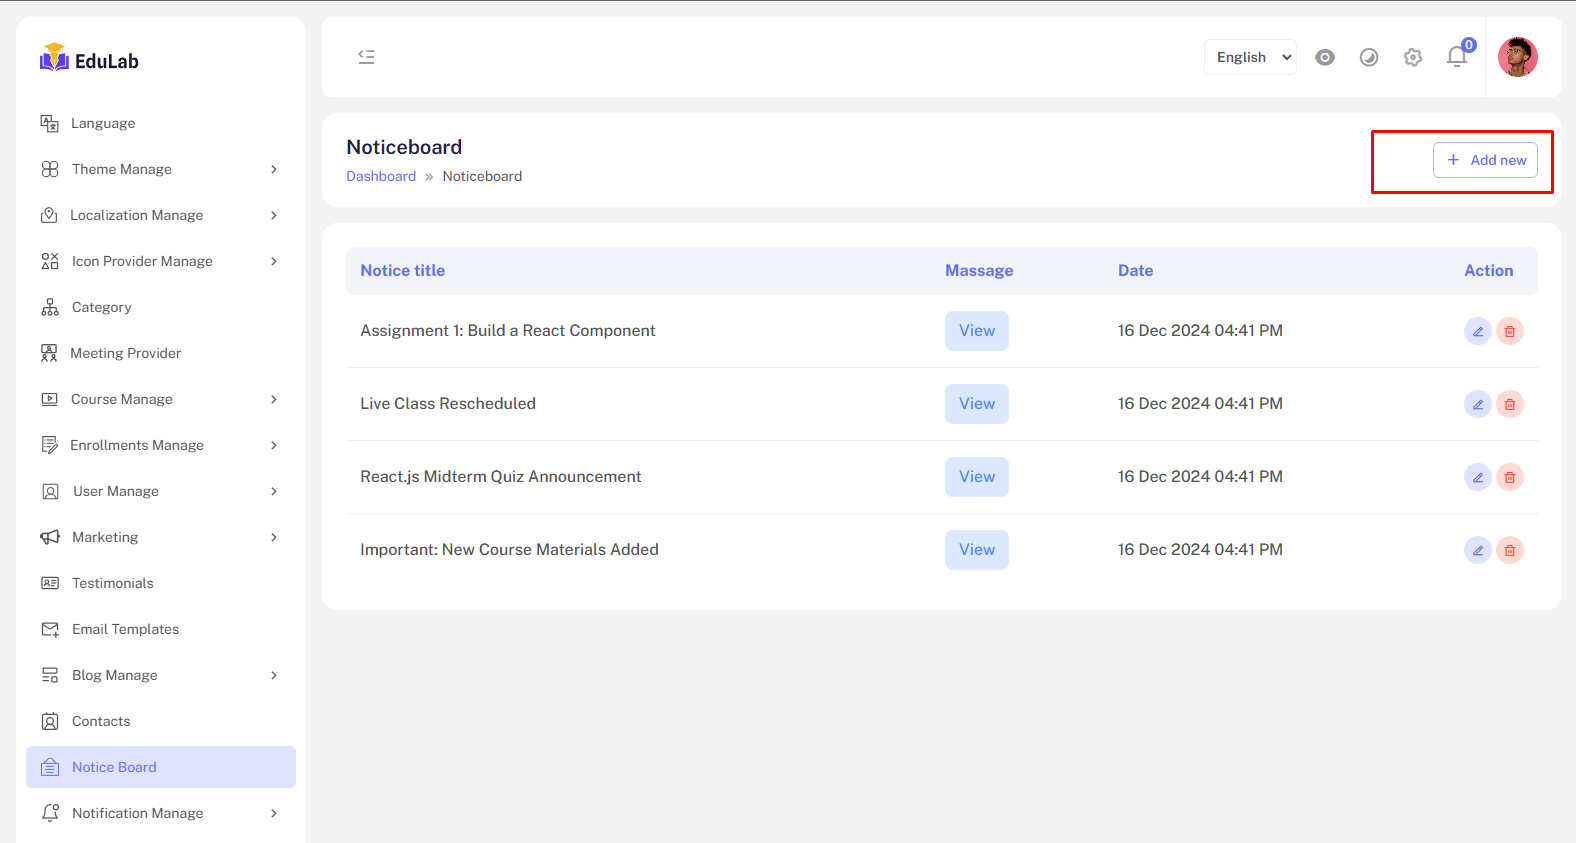 EduLab
Language
Theme Manage
Localization Manage
Icon Provider Manage
Category
Meeting Provider
Course Manage
Enrollments Manage
User Manage
Marketing
Testimonials
Email Templates
Blog Manage
Contacts
Notice Board
Notification Manage
English
0
Noticeboard
Dashboard » Noticeboard
+ Add new
Notice title Massage Date Action
Assignment 1: Build a React Component View 16 Dec 2024 04:41 PM
Live Class Rescheduled View 16 Dec 2024 04:41 PM
React.js Midterm Quiz Announcement View 16 Dec 2024 04:41 PM
Important: New Course Materials Added View 16 Dec 2024 04:41 PM